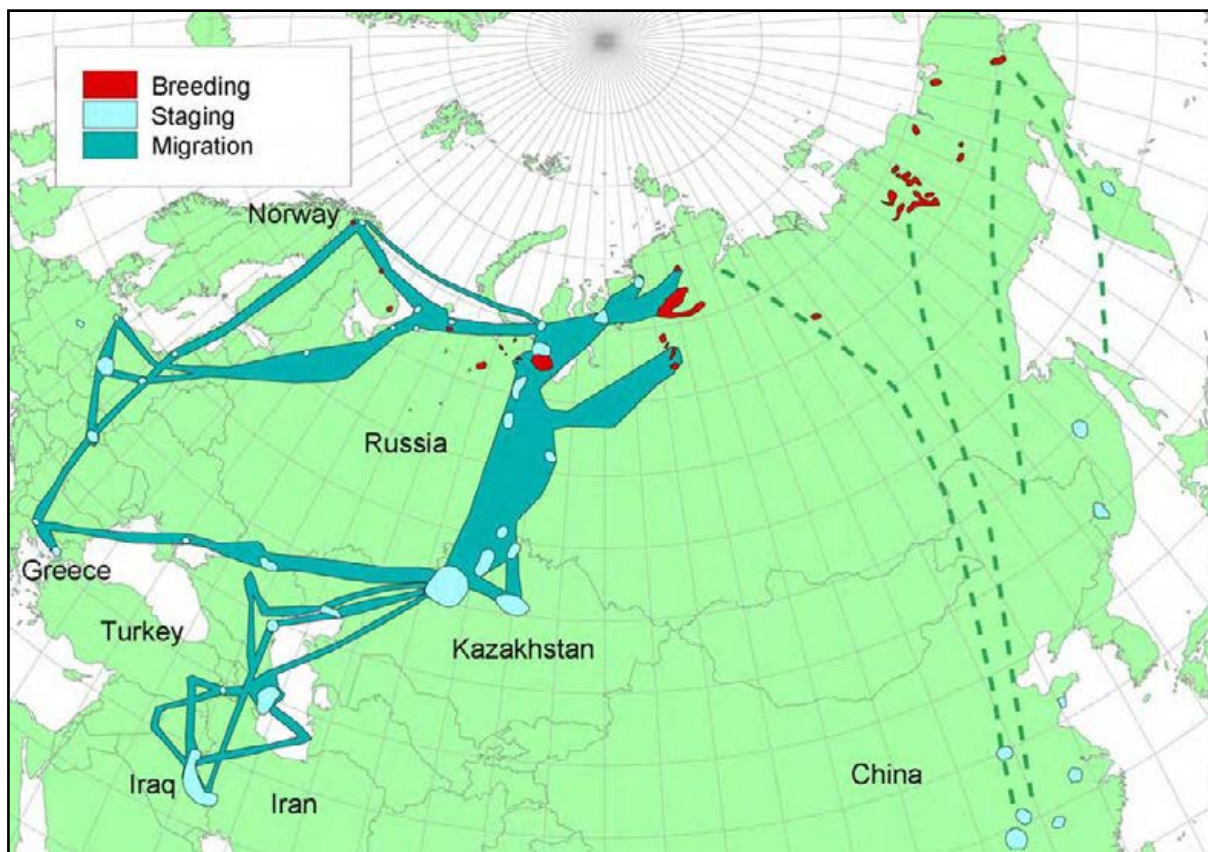 Breeding
Staging
Migration
Norway
Russia
Greece
Turkey
Kazakhstan
Iraq
Iran
China